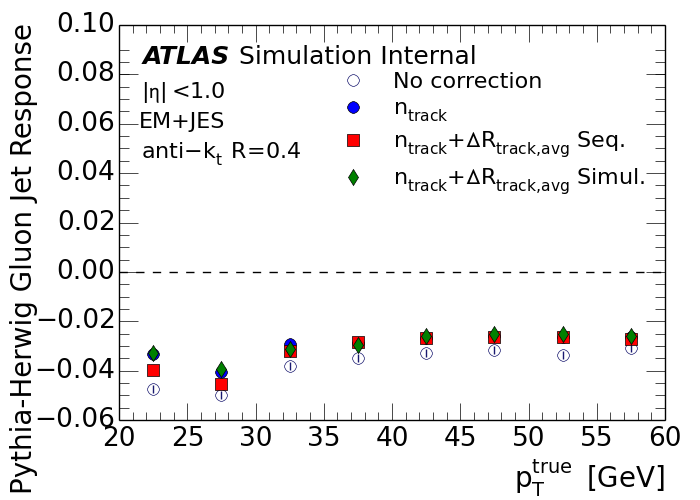 Pythia-Herwig Gluon Jet Response
0.10
0.08
0.06
0.04
0.02
0.00
−0.02
−0.04
−0.06
ATLAS Simulation Internal
|η| <1.0
EM+JES
anti−kt R=0.4
No correction
ntrack
ntrack+ΔRtrack,avg Seq.
ntrack+ΔRtrack,avg Simul.
20 25 30 35 40 45 50 55 60
pTtrue [GeV]